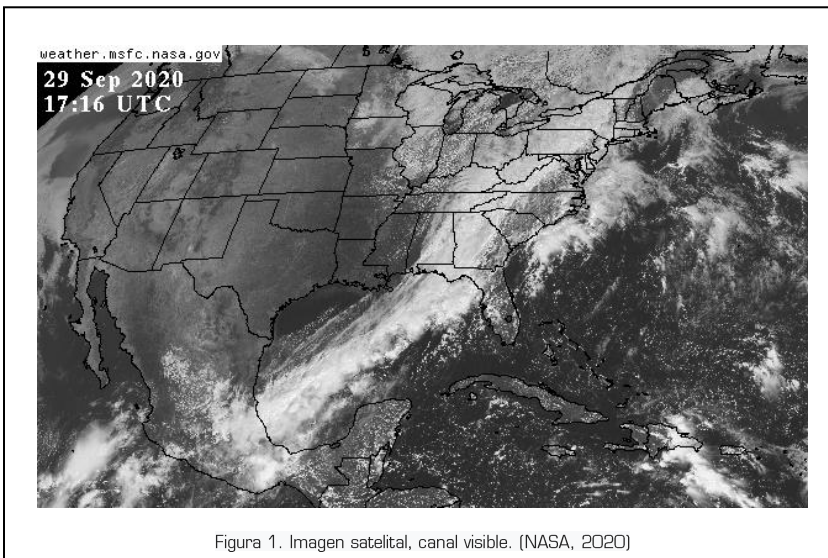 weather.msfc.nasa.gov
29 Sep 2020
17:16 UTC
Figura 1. Imagen satelital, canal visible. (NASA, 2020)